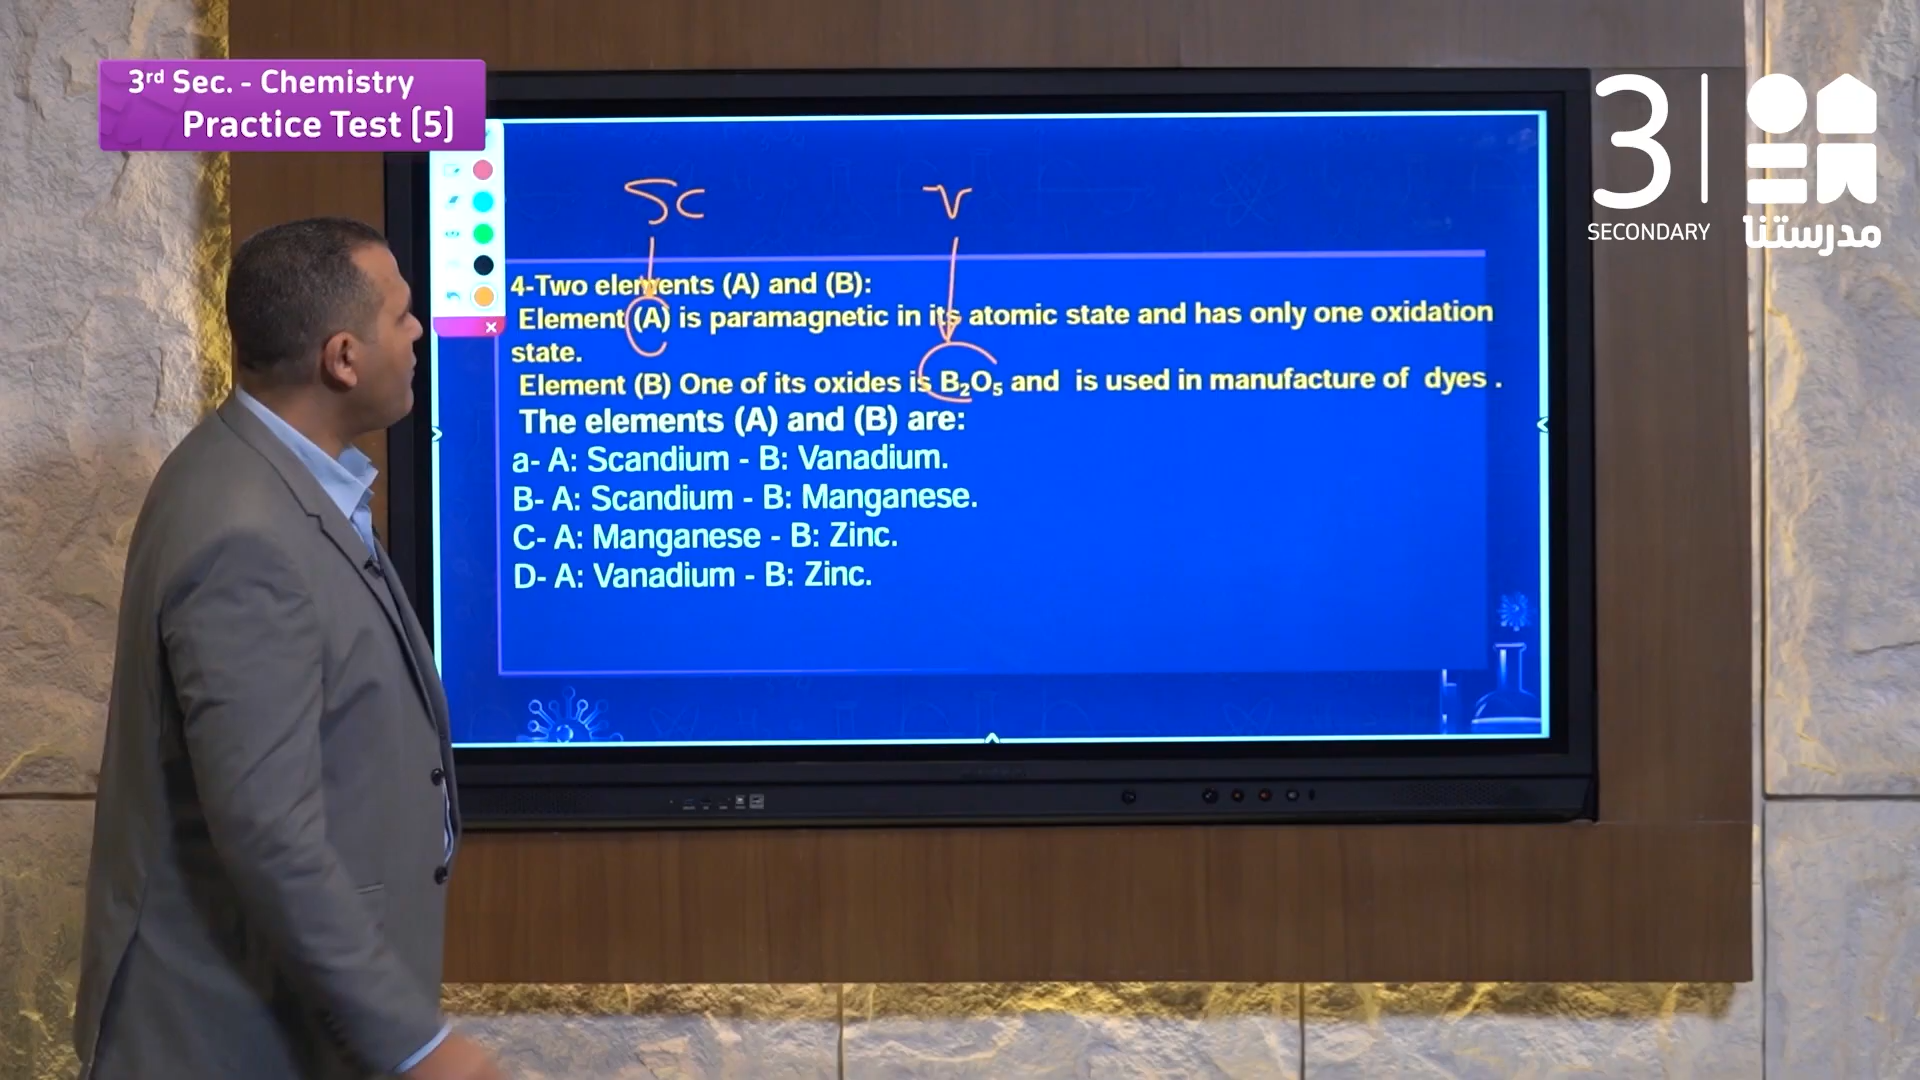 3rd Sec. - Chemistry
Practice Test (5)
3
SECONDARY
مدرستنا
Sc
V
4-Two elements (A) and (B):
Element (A) is paramagnetic in its atomic state and has only one oxidation
state.
Element (B) One of its oxides is B₂O₅ and is used in manufacture of dyes .
The elements (A) and (B) are:
a- A: Scandium - B: Vanadium.
B- A: Scandium - B: Manganese.
C- A: Manganese - B: Zinc.
D- A: Vanadium - B: Zinc.